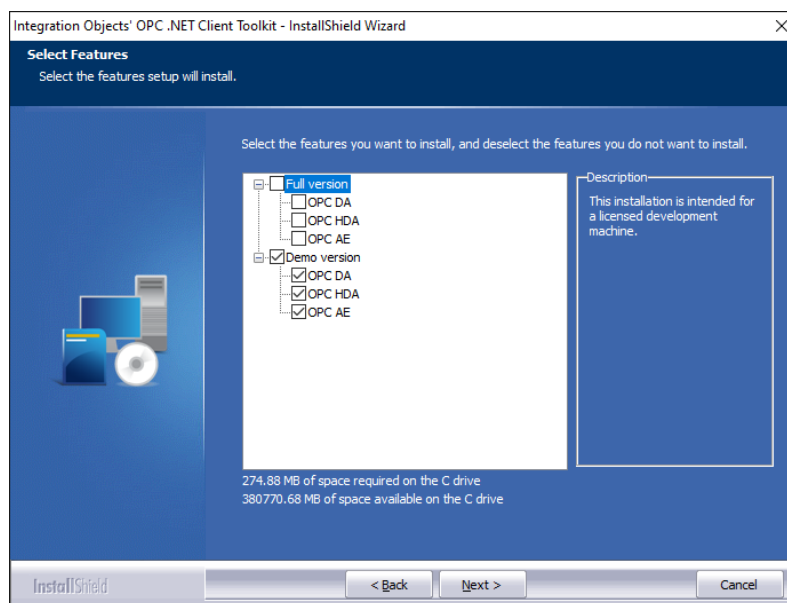 Integration Objects' OPC .NET Client Toolkit - InstallShield Wizard
Select Features
Select the features setup will install.
Select the features you want to install, and deselect the features you do not want to install.
Full version
OPC DA
OPC HDA
OPC AE
Demo version
OPC DA
OPC HDA
OPC AE
Description
This installation is intended for
a licensed development
machine.
274.88 MB of space required on the C drive
380770.68 MB of space available on the C drive
InstallShield
< Back
Next >
Cancel